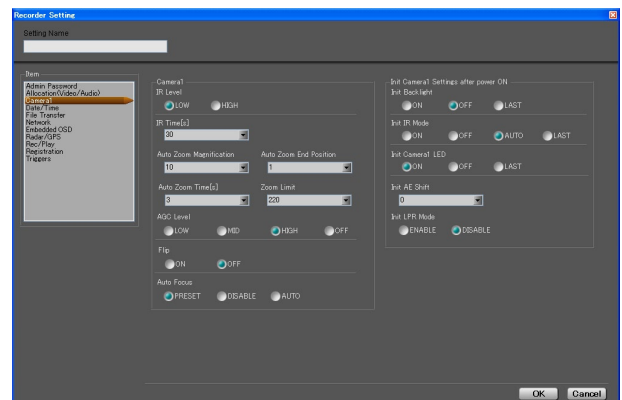 Recorder Setting
Setting Name
Item
Admin Password
Allocation(Video/Audio)
Camera1
Date/Time
File Transfer
Network
Embedded OSD
Radar/GPS
Rec/Play
Registration
Triggers
Camera1
IR Level
LOW HIGH
IR Time[s]
30
Auto Zoom Magnification Auto Zoom End Position
10 1
Auto Zoom Time[s] Zoom Limit
3 220
AGC Level
LOW MID HIGH OFF
Flip
ON OFF
Auto Focus
PRESET DISABLE AUTO
Init Camera1 Settings after power ON
Init Backlight
ON OFF LAST
Init IR Mode
ON OFF AUTO LAST
Init Camera1 LED
ON OFF LAST
Init AE Shift
0
Init LPR Mode
ENABLE DISABLE
OK Cancel